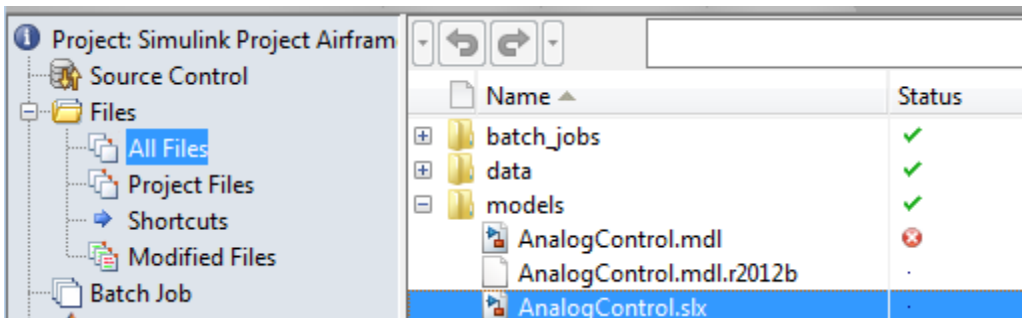 Project: Simulink Project Airfram
Source Control
Files
All Files
Project Files
Shortcuts
Modified Files
Batch Job
Name Status
batch_jobs
data
models
AnalogControl.mdl
AnalogControl.mdl.r2012b
AnalogControl.slx